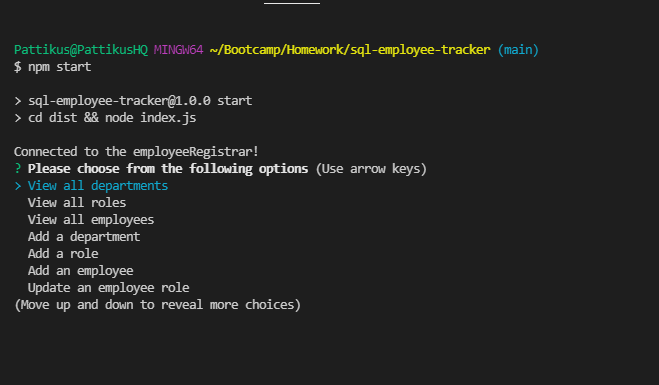 Pattikus@PattikusHQ MINGW64 ~/Bootcamp/Homework/sql-employee-tracker (main)
$ npm start
> sql-employee-tracker@1.0.0 start
> cd dist && node index.js
Connected to the employeeRegistrar!
? Please choose from the following options (Use arrow keys)
> View all departments
View all roles
View all employees
Add a department
Add a role
Add an employee
Update an employee role
(Move up and down to reveal more choices)